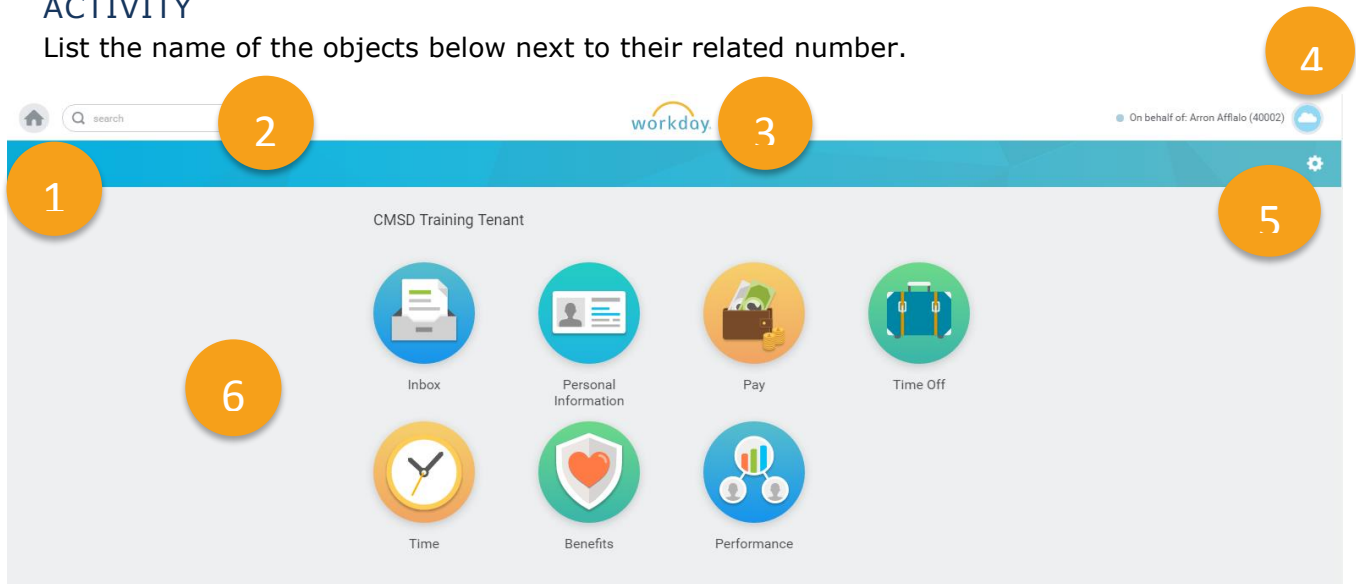 ACTIVITY
List the name of the objects below next to their related number.
4
search
2
workday.
3
On behalf of: Arron Afflalo (40002)
1
5
CMSD Training Tenant
Inbox
Personal
Information
Pay
Time Off
6
Time
Benefits
Performance